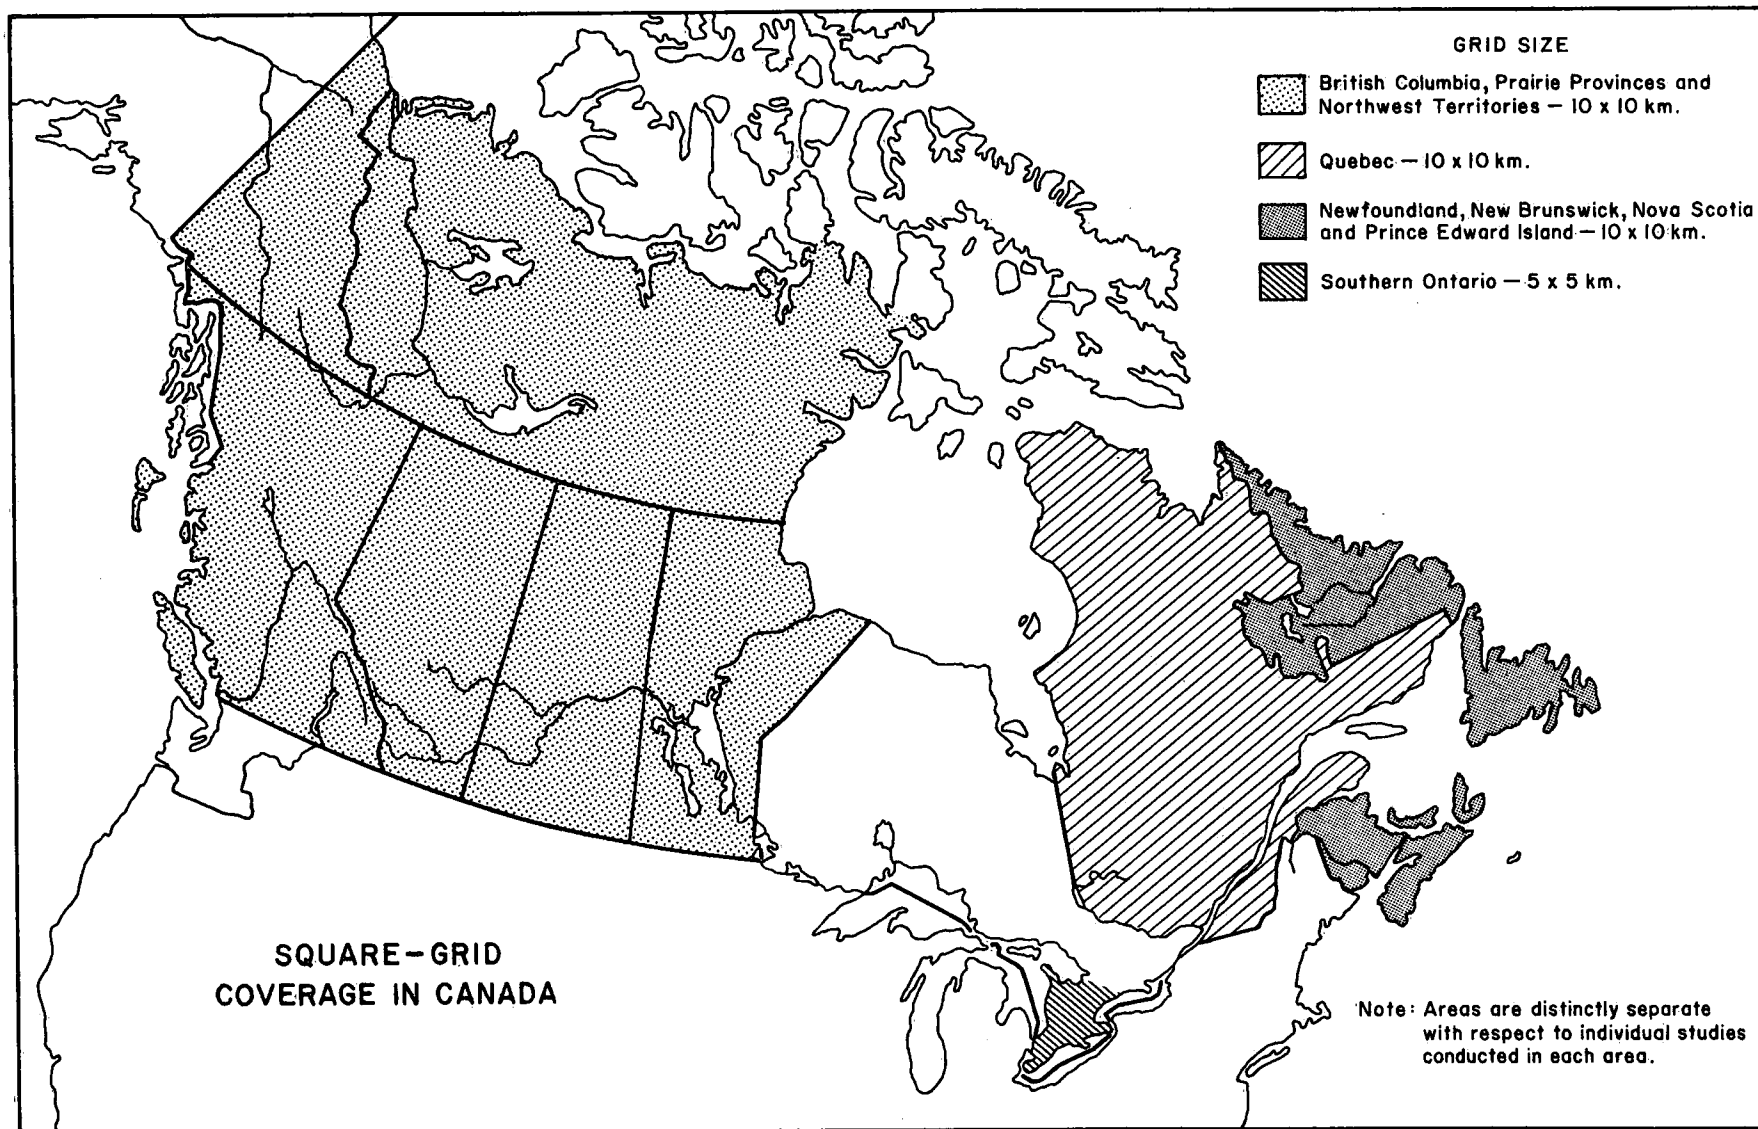 GRID SIZE
British Columbia, Prairie Provinces and
Northwest Territories — 10 x 10 km.
Quebec — 10 x 10 km.
Newfoundland, New Brunswick, Nova Scotia
and Prince Edward Island — 10 x 10 km.
Southern Ontario — 5 x 5 km.
SQUARE-GRID
COVERAGE IN CANADA
Note: Areas are distinctly separate
with respect to individual studies
conducted in each area.